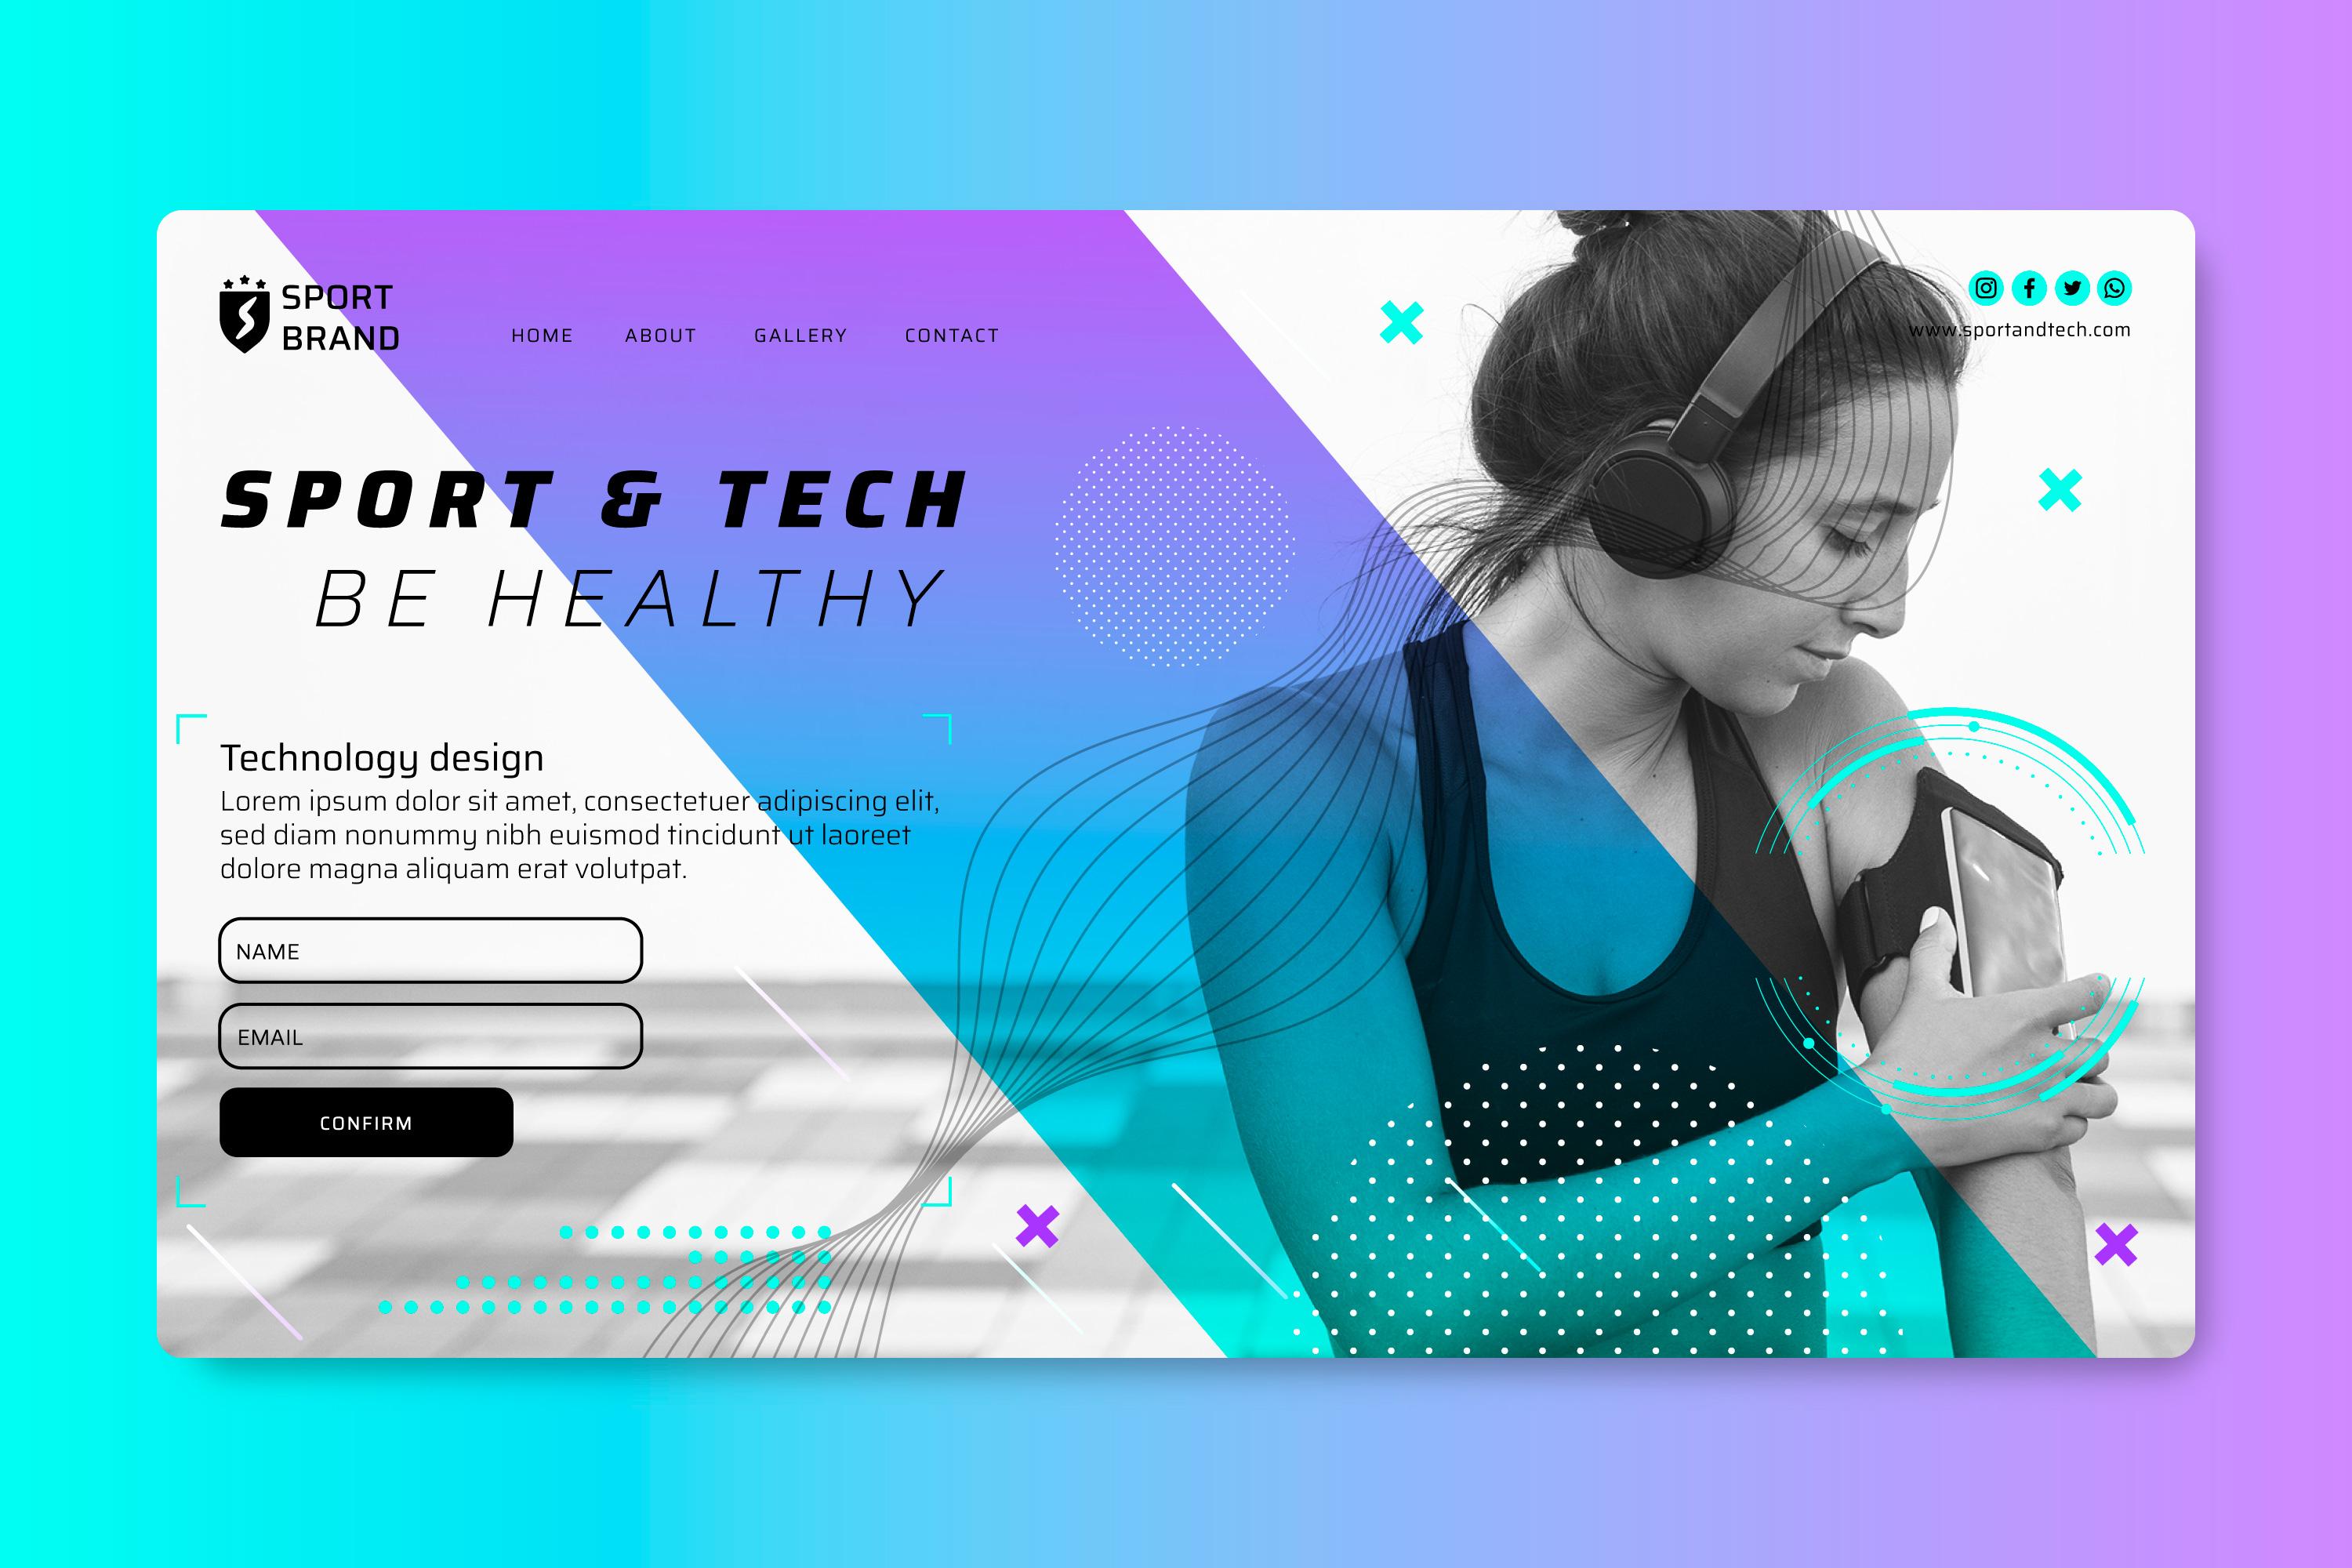 SPORT
BRAND
HOME ABOUT GALLERY CONTACT
www.sportandtech.com
SPORT & TECH
BE HEALTHY
Technology design
Lorem ipsum dolor sit amet, consectetuer adipiscing elit,
sed diam nonummy nibh euismod tincidunt ut laoreet
dolore magna aliquam erat volutpat.
NAME
EMAIL
CONFIRM